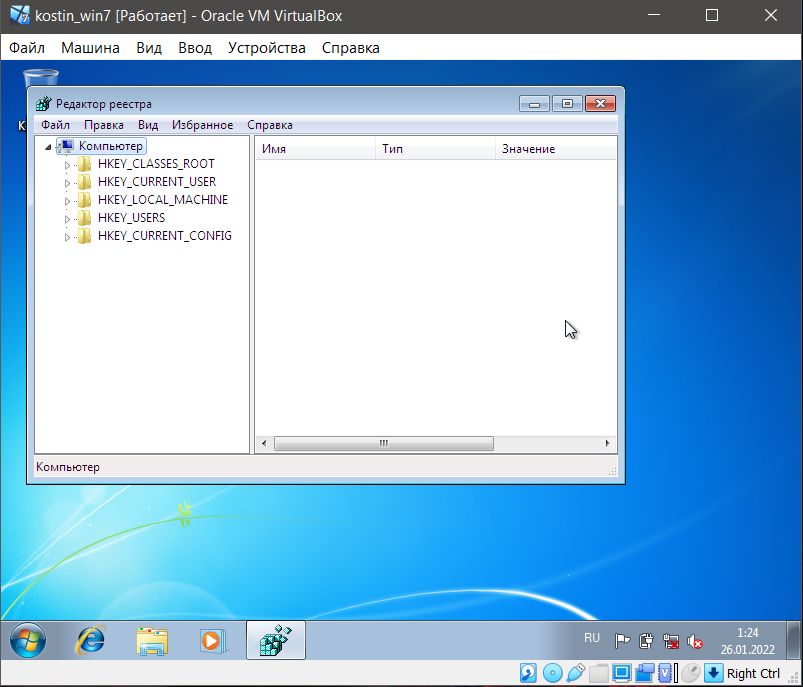 kostin_win7 [Работает] - Oracle VM VirtualBox
Файл Машина Вид Ввод Устройства Справка
Редактор реестра
Файл Правка Вид Избранное Справка
Компьютер
Имя Тип Значение
HKEY_CLASSES_ROOT
HKEY_CURRENT_USER
HKEY_LOCAL_MACHINE
HKEY_USERS
HKEY_CURRENT_CONFIG
Компьютер
RU
1:24
26.01.2022
Right Ctrl